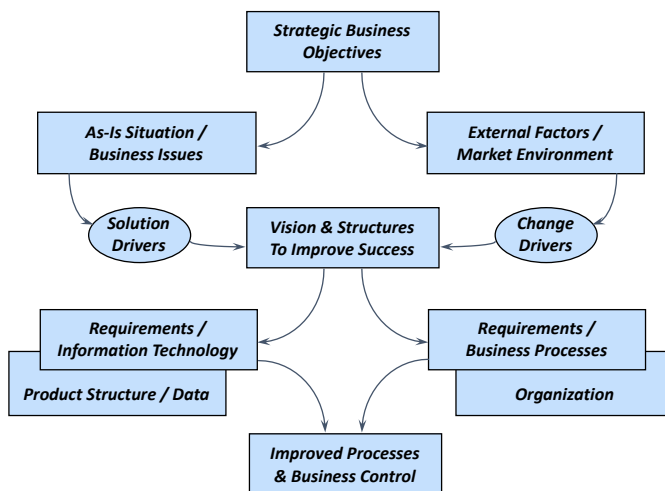 Strategic Business
Objectives
As-Is Situation /
Business Issues
External Factors /
Market Environment
Solution
Drivers
Vision & Structures
To Improve Success
Change
Drivers
Requirements /
Information Technology
Requirements /
Business Processes
Product Structure / Data
Organization
Improved Processes
& Business Control